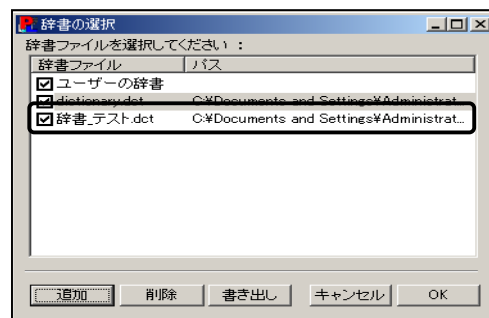 辞書の選択
辞書ファイルを選択してください :
辞書ファイル パス
ユーザーの辞書
dictionary.dct C:¥Documents and Settings¥Administrat...
辞書_テスト.dct C:¥Documents and Settings¥Administrat...
追加 削除 書き出し キャンセル OK